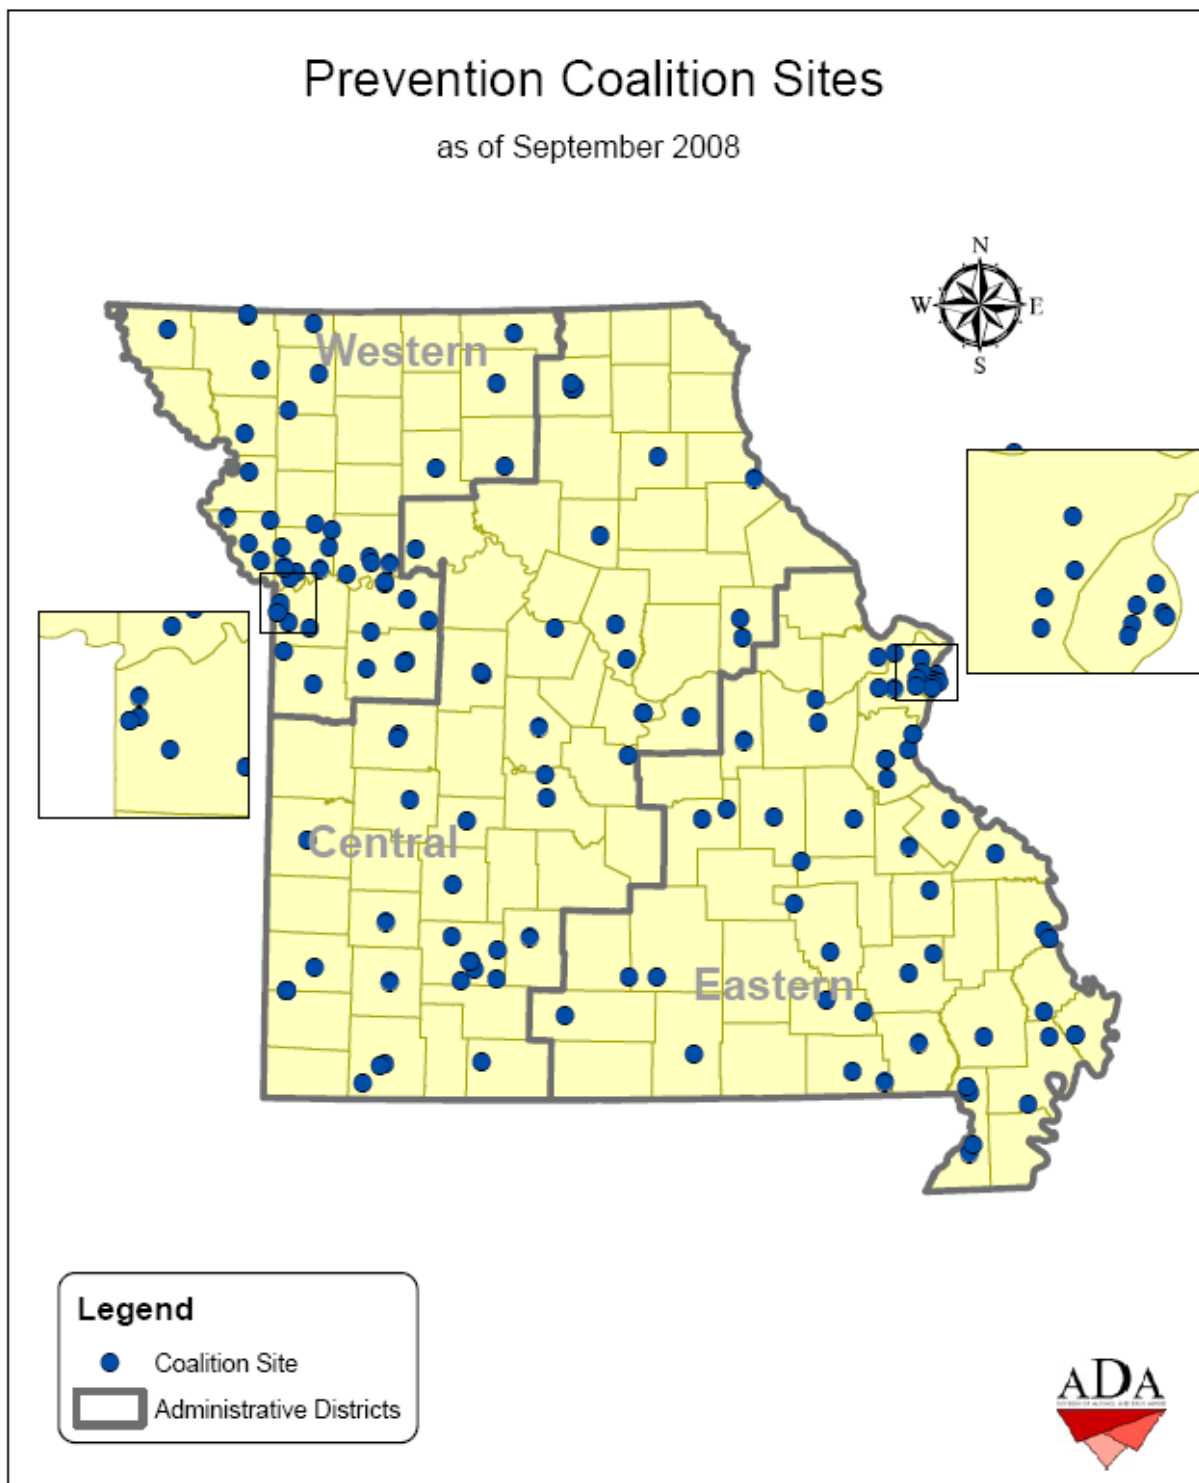 Prevention Coalition Sites
as of September 2008
N
W
E
S
Western
Central
Eastern
Legend
Coalition Site
Administrative Districts
ADA